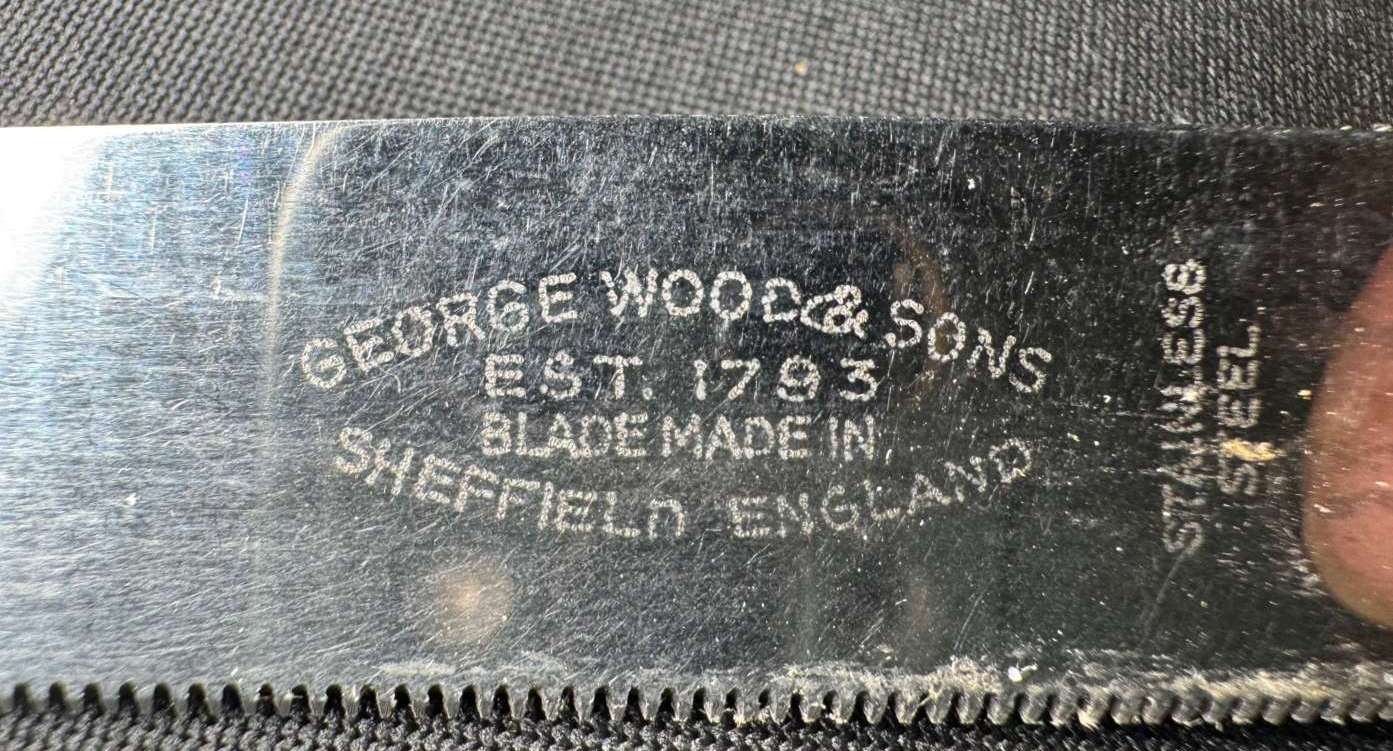 GEORGE WOOD & SONS
EST. 1793
BLADE MADE IN
SHEFFIELD ENGLAND
STAINLESS
STEEL